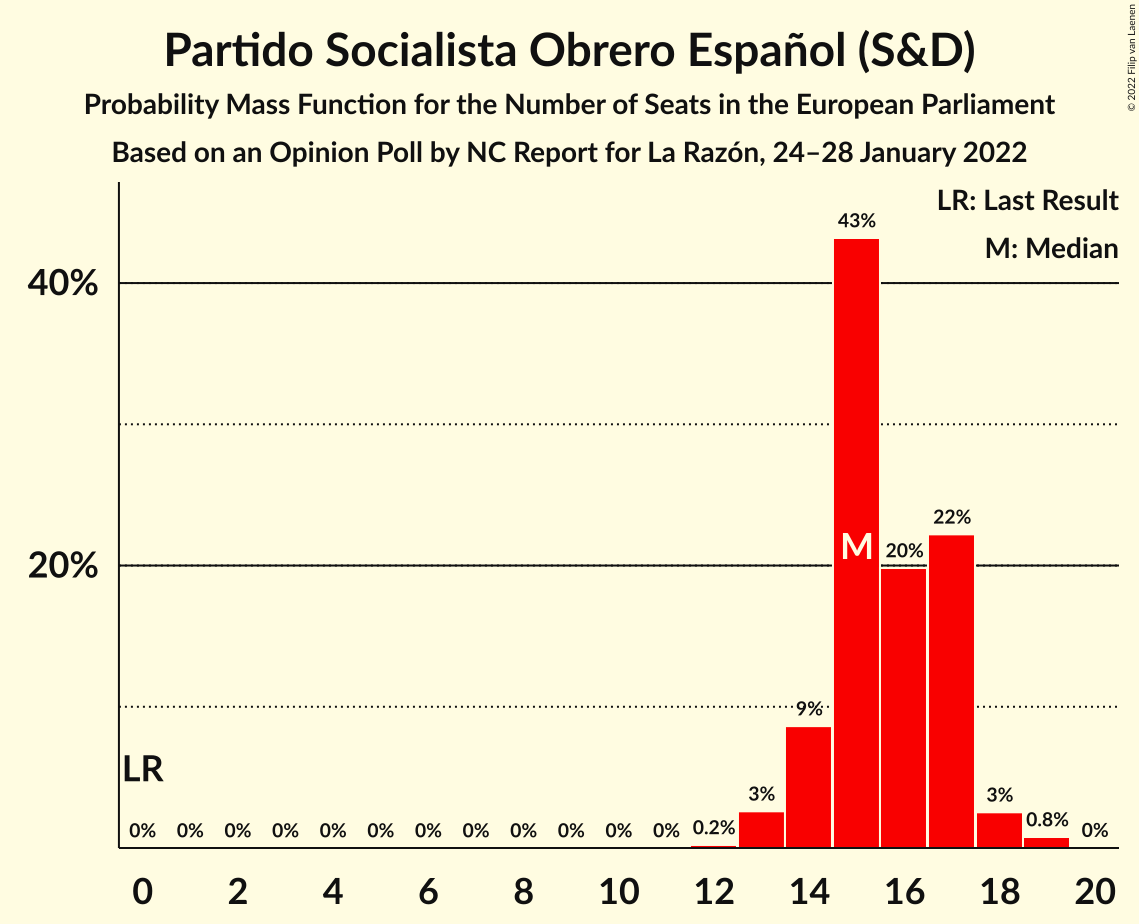 Partido Socialista Obrero Español (S&D)
Probability Mass Function for the Number of Seats in the European Parliament
Based on an Opinion Poll by NC Report for La Razón, 24–28 January 2022
© 2022 Filip van Laenen
LR: Last Result
M: Median
43%
40%
22%
M
20%
20%
9%
LR
3%
3%
0% 0% 0% 0% 0% 0% 0% 0% 0% 0% 0% 0% 0.2% 0.8% 0%
0 2 4 6 8 10 12 14 16 18 20